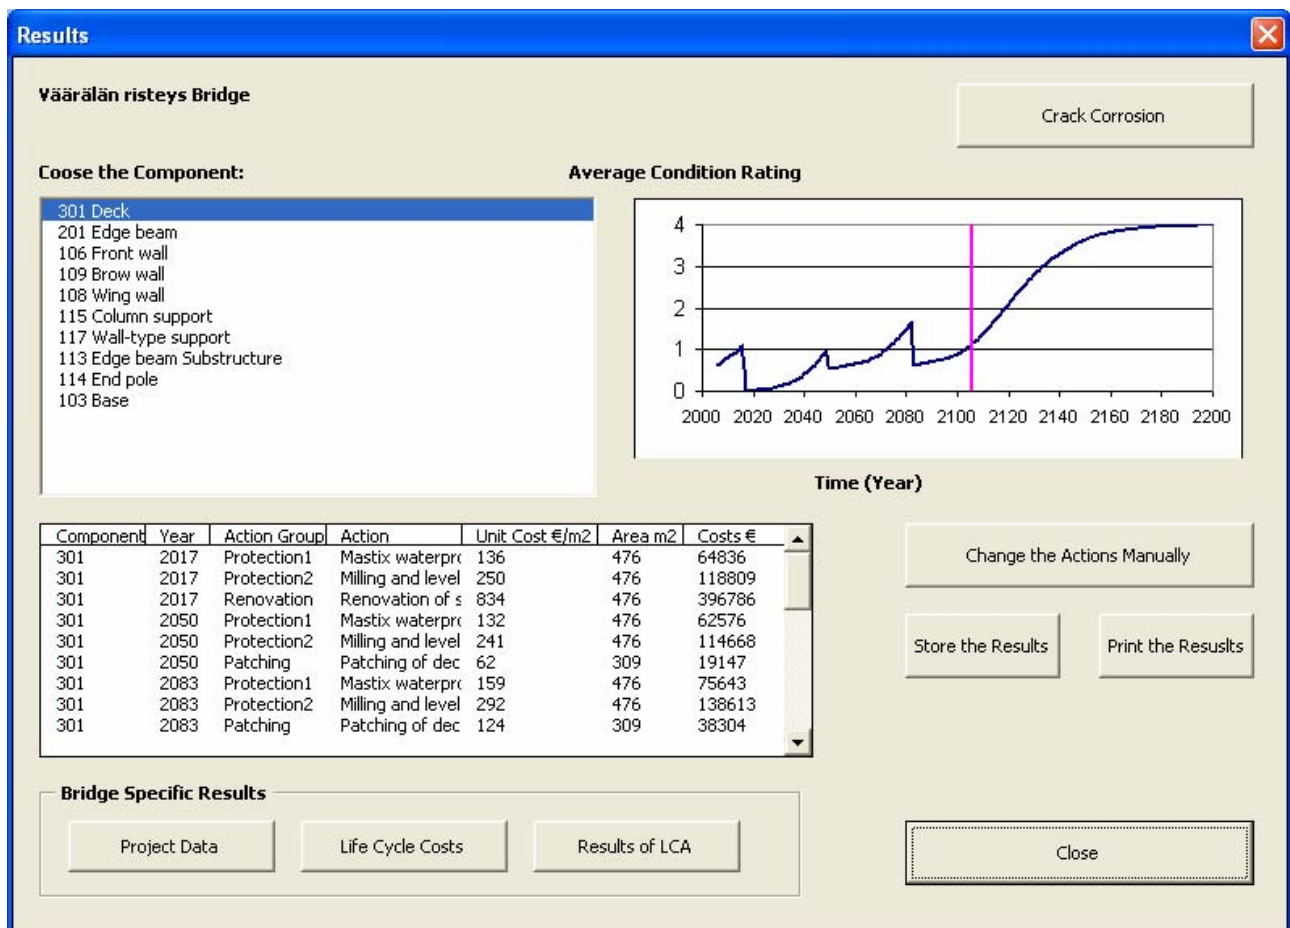 Results
Väärälän risteys Bridge
Crack Corrosion
Coose the Component:
Average Condition Rating
301 Deck
201 Edge beam
106 Front wall
109 Brow wall
108 Wing wall
115 Column support
117 Wall-type support
113 Edge beam Substructure
114 End pole
103 Base
4
3
2
1
0
2000 2020 2040 2060 2080 2100 2120 2140 2160 2180 2200
Time (Year)
Component Year Action Group Action Unit Cost €/m2 Area m2 Costs €
301 2017 Protection1 Mastix waterpro 136 476 64836
301 2017 Protection2 Milling and level 250 476 118809
301 2017 Renovation Renovation of s 834 476 396786
301 2050 Protection1 Mastix waterpro 132 476 62576
301 2050 Protection2 Milling and level 241 476 114668
301 2050 Patching Patching of dec 62 309 19147
301 2083 Protection1 Mastix waterpro 159 476 75643
301 2083 Protection2 Milling and level 292 476 138613
301 2083 Patching Patching of dec 124 309 38304
Change the Actions Manually
Store the Results
Print the Resuslts
Bridge Specific Results
Project Data
Life Cycle Costs
Results of LCA
Close